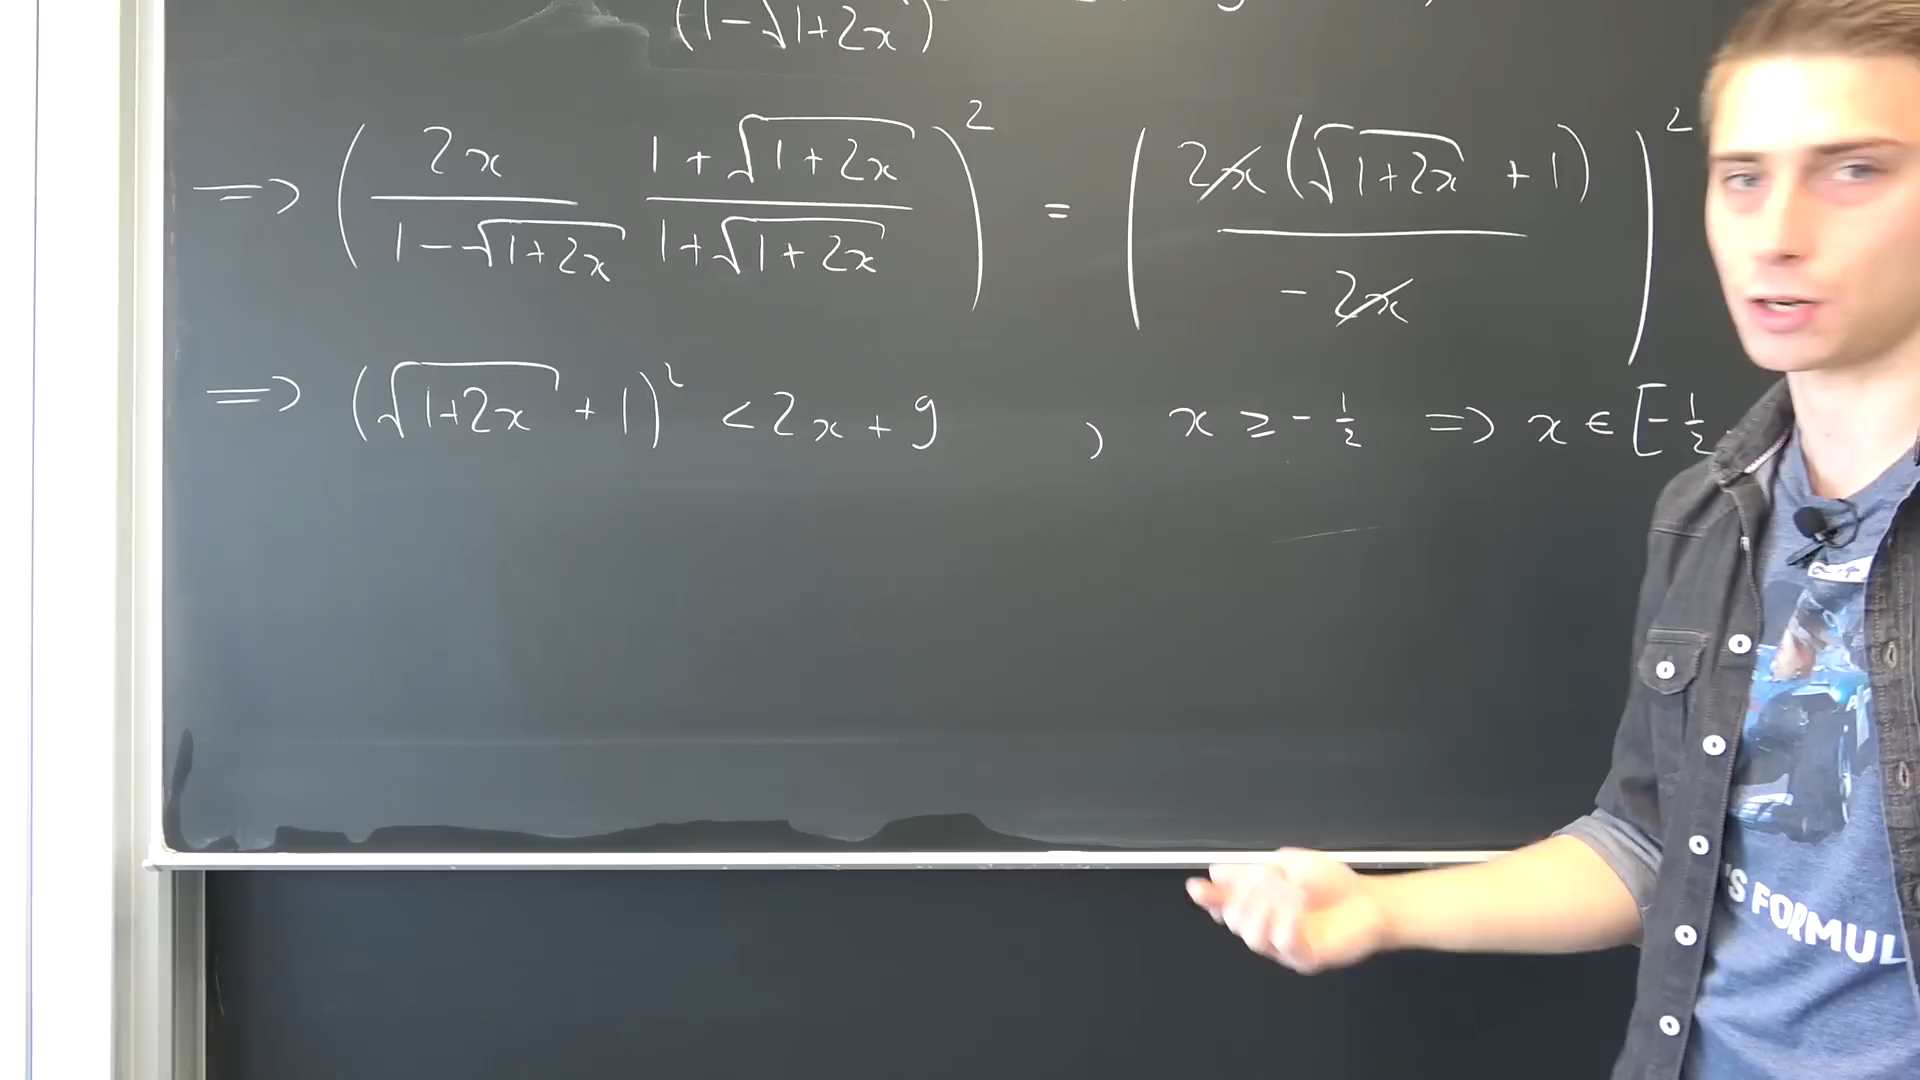 (1-√1+2x)
=> (2x/1-√1+2x 1+√1+2x/1+√1+2x)² = (2x(√1+2x + 1)/-2x)²
=> (√1+2x + 1)² < 2x + 9 , x ≥ -1/2 => x ∈ [-1/2
'S FORMUL